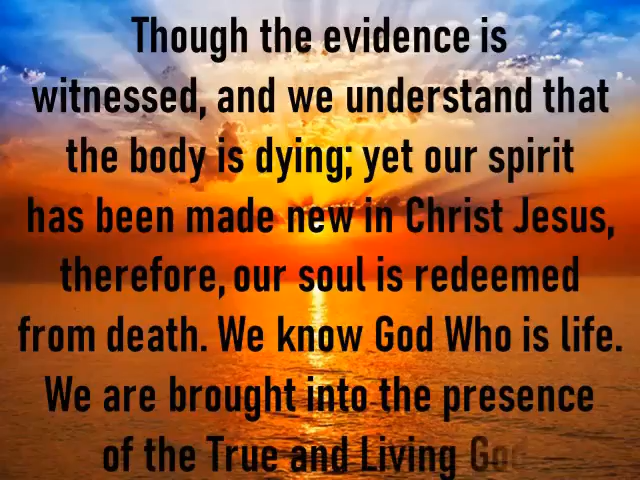 Though the evidence is
witnessed, and we understand that
the body is dying; yet our spirit
has been made new in Christ Jesus,
therefore, our soul is redeemed
from death. We know God Who is life.
We are brought into the presence
of the True and Living God